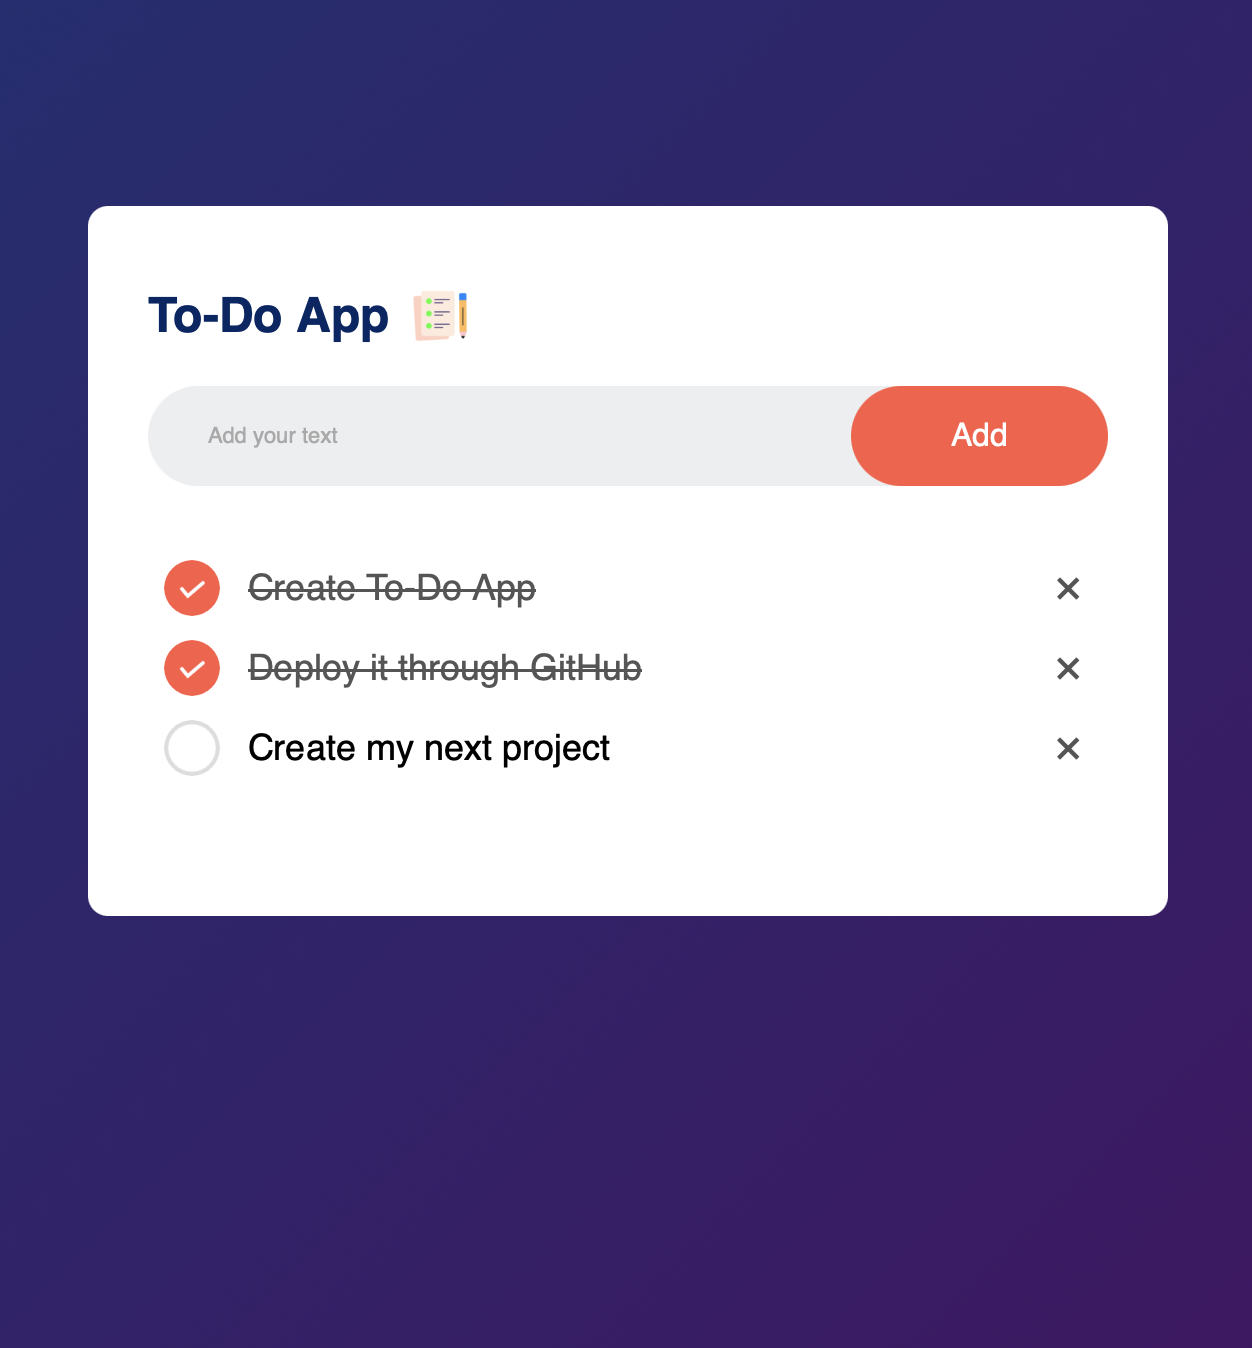 To-Do App
Add your text
Add
Create To-Do App
Deploy it through GitHub
Create my next project